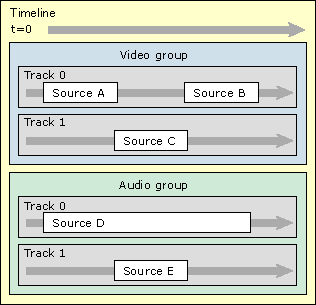 Timeline
t=0
Video group
Track 0
Source A Source B
Track 1
Source C
Audio group
Track 0
Source D
Track 1
Source E